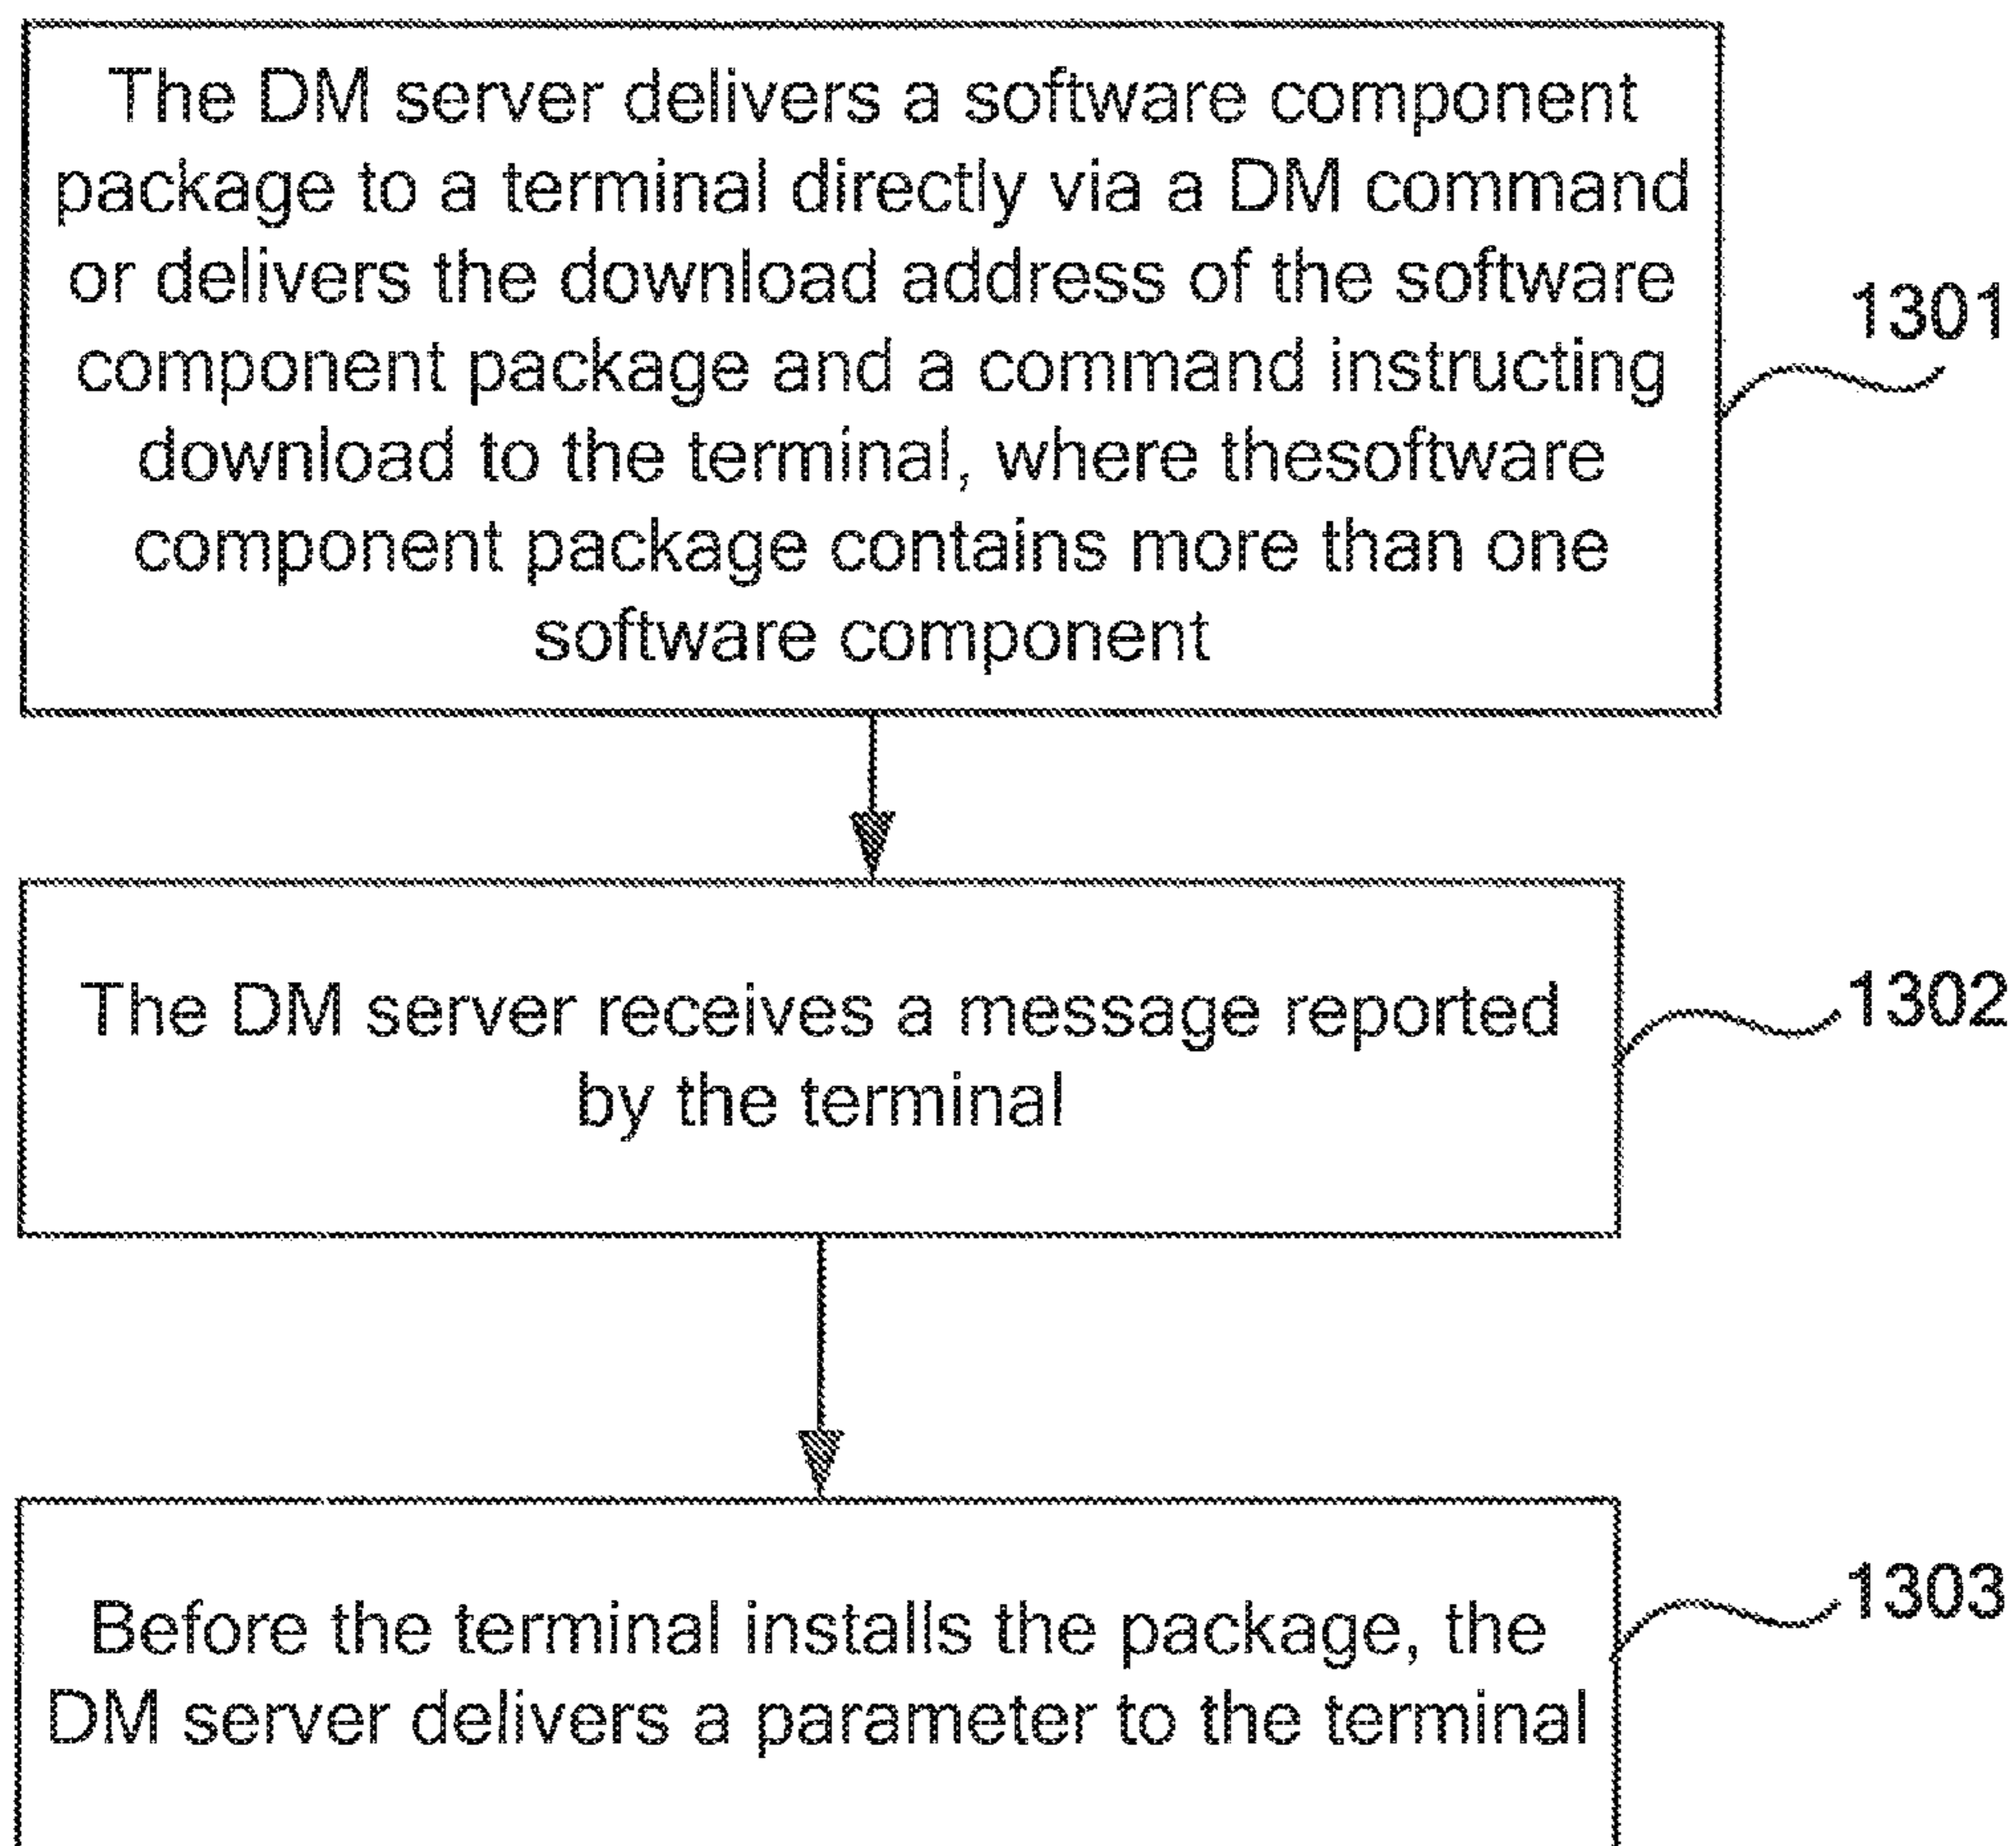 The DM server delivers a software component
package to a terminal directly via a DM command
or delivers the download address of the software
component package and a command instructing
download to the terminal, where thesoftware
component package contains more than one
software component
1301
The DM server receives a message reported
by the terminal
1302
Before the terminal installs the package, the
DM server delivers a parameter to the terminal
1303